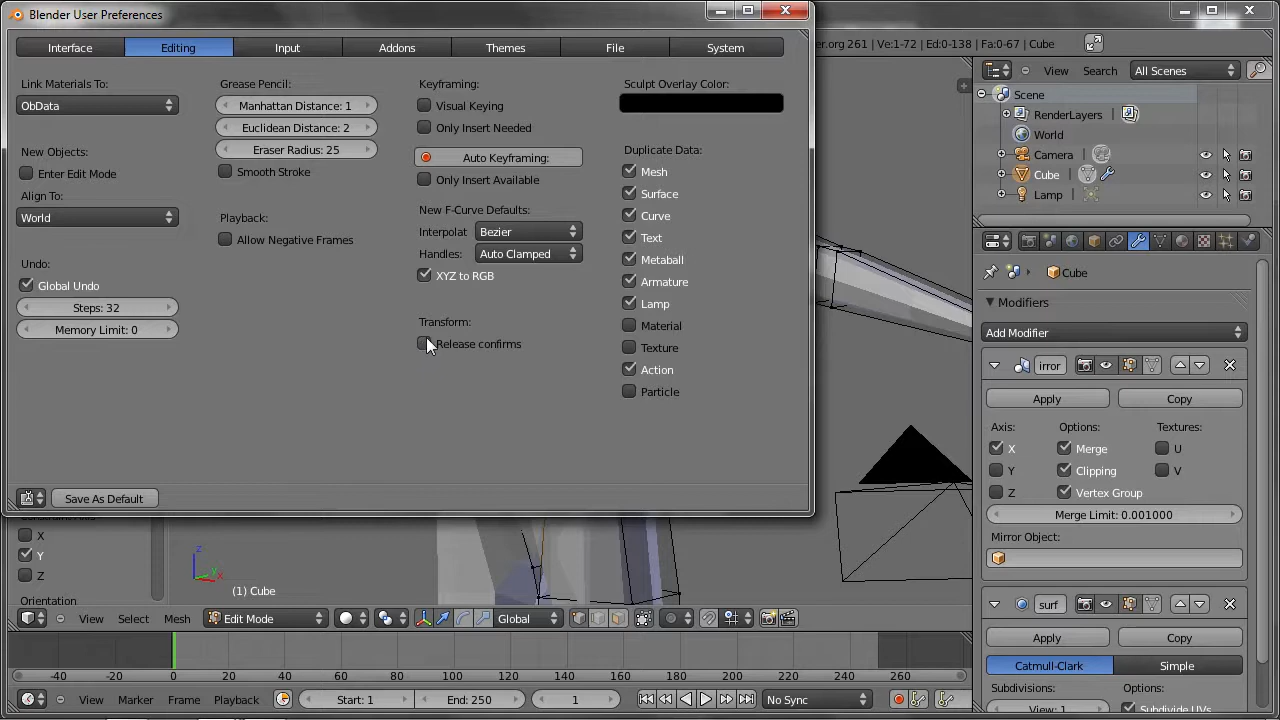 Blender User Preferences
Interface
Editing
Input
Addons
Themes
File
System
Link Materials To:
ObData
New Objects:
Enter Edit Mode
Align To:
World
Undo:
Global Undo
Steps: 32
Memory Limit: 0
Grease Pencil:
Manhattan Distance: 1
Euclidean Distance: 2
Eraser Radius: 25
Smooth Stroke
Playback:
Allow Negative Frames
Keyframing:
Visual Keying
Only Insert Needed
Auto Keyframing:
Only Insert Available
New F-Curve Defaults:
Interpolat Bezier
Handles: Auto Clamped
XYZ to RGB
Transform:
Release confirms
Sculpt Overlay Color:
Duplicate Data:
Mesh
Surface
Curve
Text
Metaball
Armature
Lamp
Material
Texture
Action
Particle
Save As Default
er.org 261 | Ve:1-72 | Ed:0-138 | Fa:0-67 | Cube
View Search All Scenes
Scene
RenderLayers
World
Camera
Cube
Lamp
Cube
Modifiers
Add Modifier
irror
Apply Copy
Axis: Options: Textures:
X Merge U
Y Clipping V
Z Vertex Group
Merge Limit: 0.001000
Mirror Object:
surf
Apply Copy
Catmull-Clark Simple
Subdivisions: Options:
View: 1 Subdivide UVs
X
Y
Z
Orientation
z
y
x
(1) Cube
View Select Mesh Edit Mode Global
-40 -20 0 20 40 60 80 100 120 140 160 180 200 220 240 260
View Marker Frame Playback Start: 1 End: 250 1 No Sync